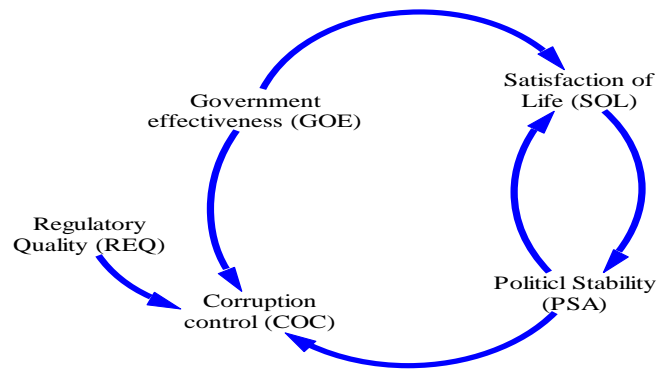 Satisfaction of
Life (SOL)
Government
effectiveness (GOE)
Regulatory
Quality (REQ)
Politicl Stability
(PSA)
Corruption
control (COC)